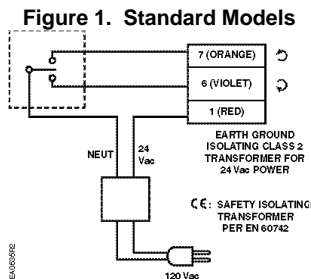 Figure 1. Standard Models
7 (ORANGE)
6 (VIOLET)
1 (RED)
NEUT
24
Vac
EARTH GROUND
ISOLATING CLASS 2
TRANSFORMER FOR
24 Vac POWER
CE: SAFETY ISOLATING
TRANSFORMER
PER EN 60742
120 Vac
EA0635R2